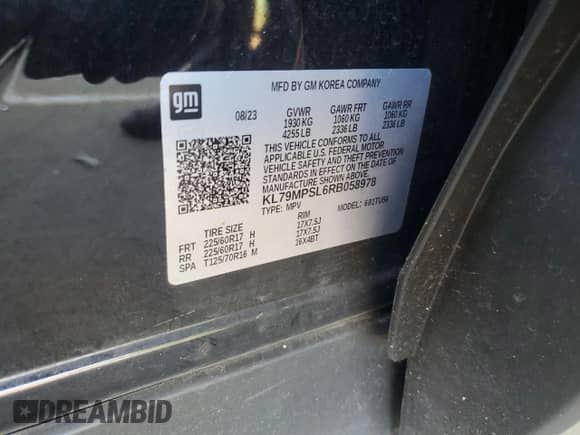 gm
MFD BY GM KOREA COMPANY
08/23 GVWR GAWR FRT GAWR RR
1930 KG 1060 KG 1060 KG
4255 LB 2336 LB 2336 LB
THIS VEHICLE CONFORMS TO ALL
APPLICABLE U.S. FEDERAL MOTOR
VEHICLE SAFETY AND THEFT PREVENTION
STANDARDS IN EFFECT ON THE DATE OF
MANUFACTURE SHOWN ABOVE.
KL79MPSL6RB058978
TYPE: MPV
TIRE SIZE RIM
FRT 225/60R17 H 17X7.5J
RR 225/60R17 H 17X7.5J
SPA T125/70R16 M 16X4BT
DREAMBID